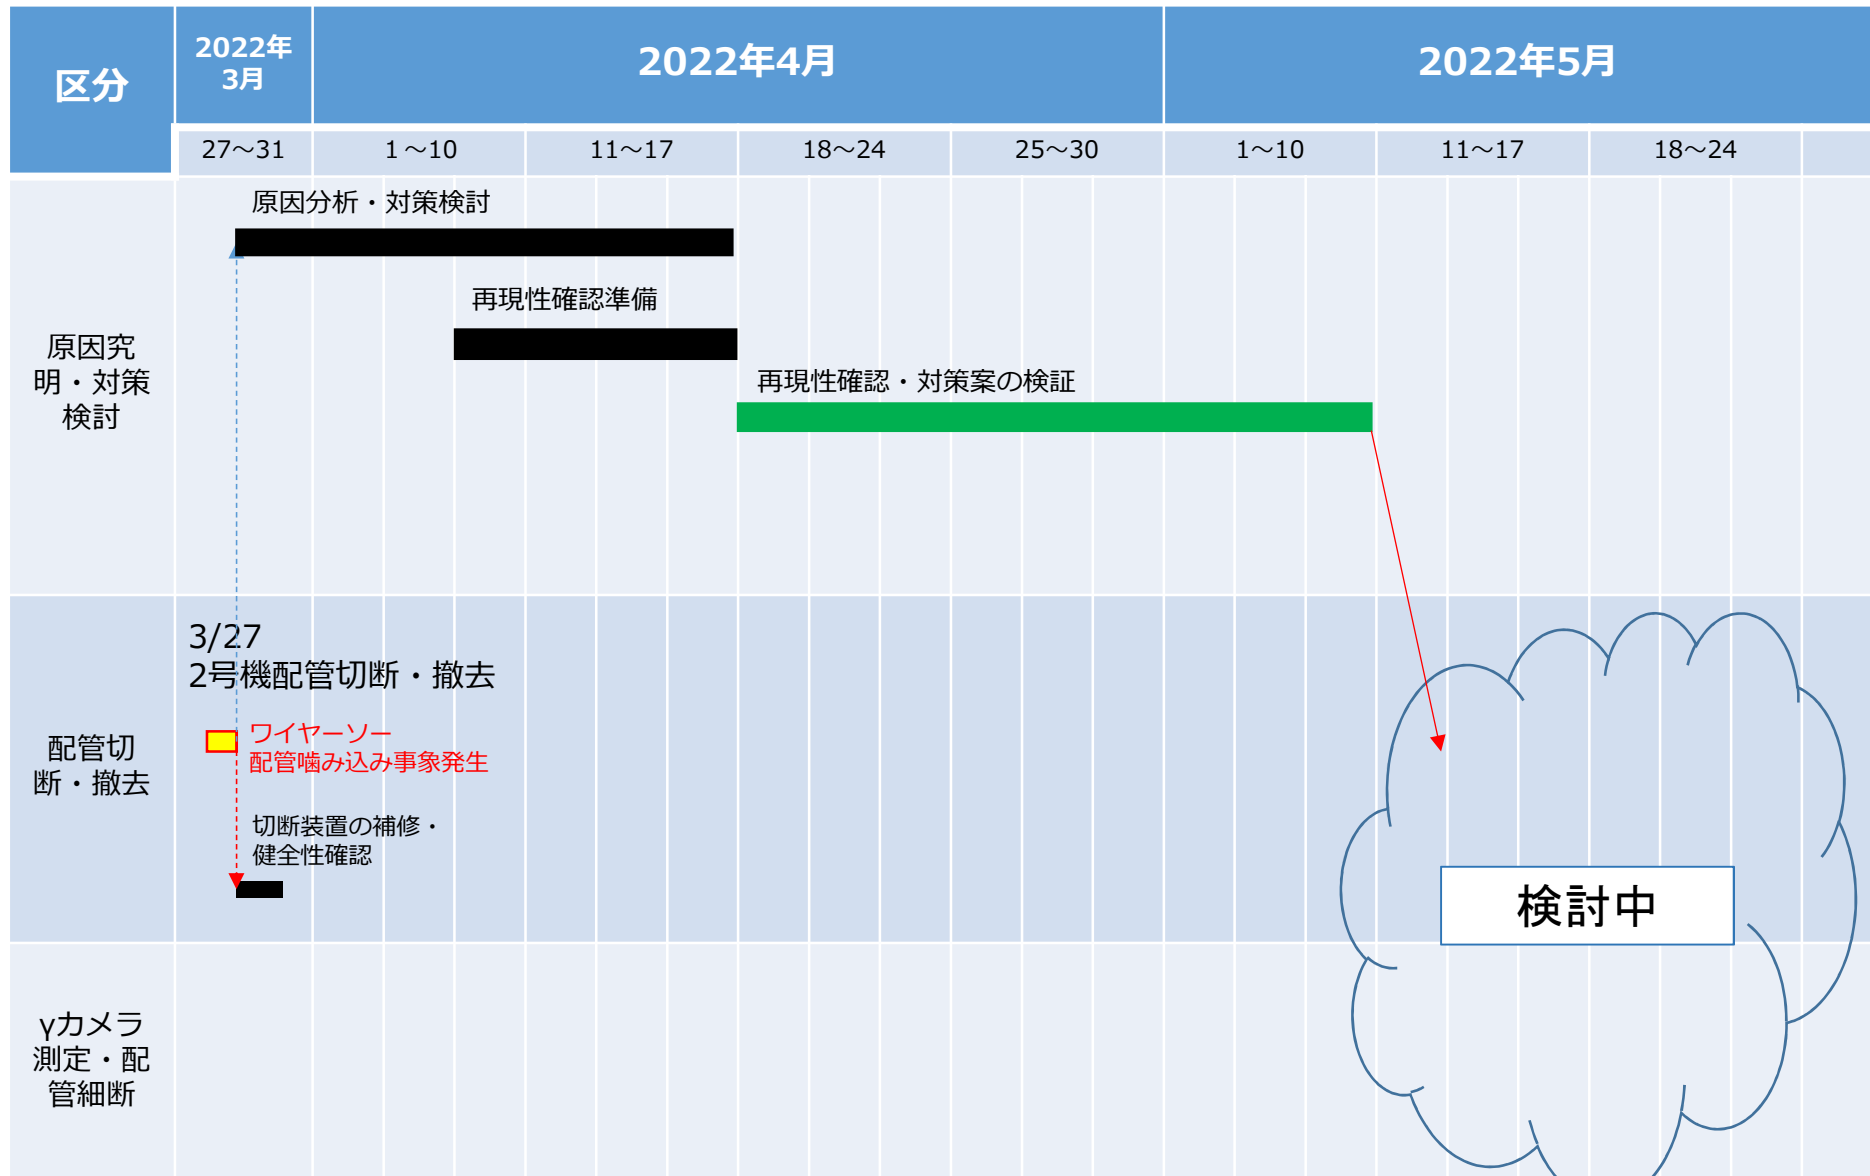 区分
2022年
3月
2022年4月
2022年5月
27～31
1～10
11～17
18～24
25～30
1～10
11～17
18～24
原因究
明・対策
検討
原因分析・対策検討
再現性確認準備
再現性確認・対策案の検証
配管切
断・撤去
3/27
2号機配管切断・撤去
ワイヤーソー
配管噛み込み事象発生
切断装置の補修・
健全性確認
検討中
γカメラ
測定・配
管細断